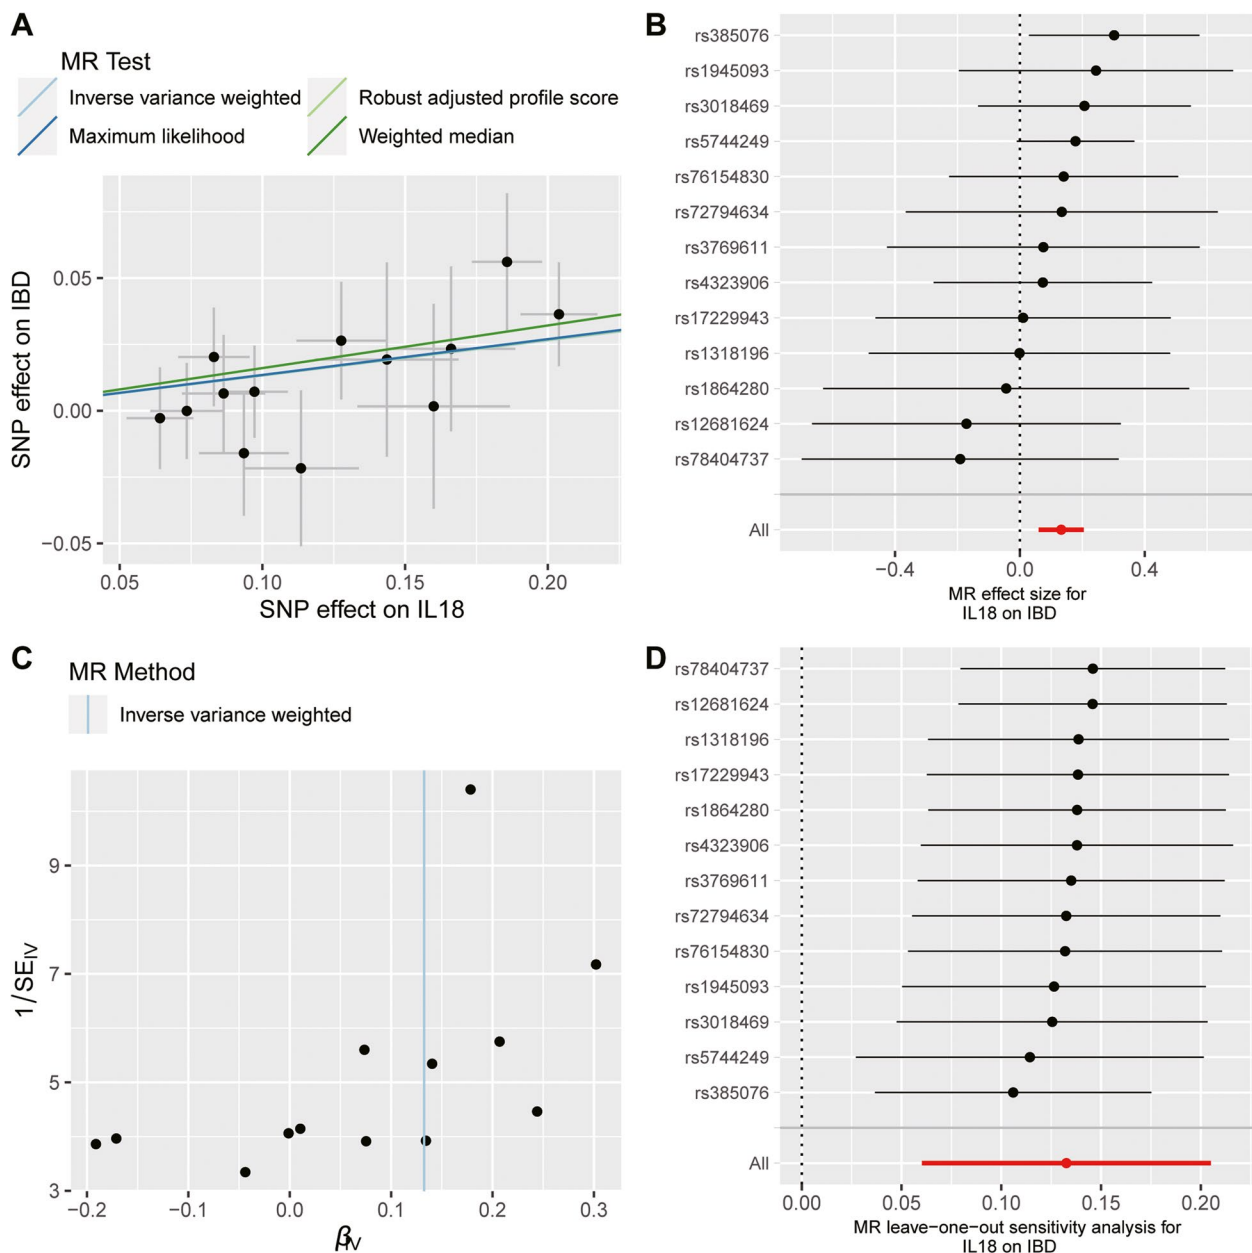 A
MR Test
Inverse variance weighted
Robust adjusted profile score
Maximum likelihood
Weighted median
SNP effect on IBD
0.05
0.00
−0.05
0.05
0.10
0.15
0.20
SNP effect on IL18
B
rs385076
rs1945093
rs3018469
rs5744249
rs76154830
rs72794634
rs3769611
rs4323906
rs17229943
rs1318196
rs1864280
rs12681624
rs78404737
All
−0.4
0.0
0.4
MR effect size for
IL18 on IBD
C
MR Method
Inverse variance weighted
1/SE_IV
9
7
5
3
−0.2
−0.1
0.0
0.1
0.2
0.3
β_IV
D
rs78404737
rs12681624
rs1318196
rs17229943
rs1864280
rs4323906
rs3769611
rs72794634
rs76154830
rs1945093
rs3018469
rs5744249
rs385076
All
0.00
0.05
0.10
0.15
0.20
MR leave−one−out sensitivity analysis for
IL18 on IBD